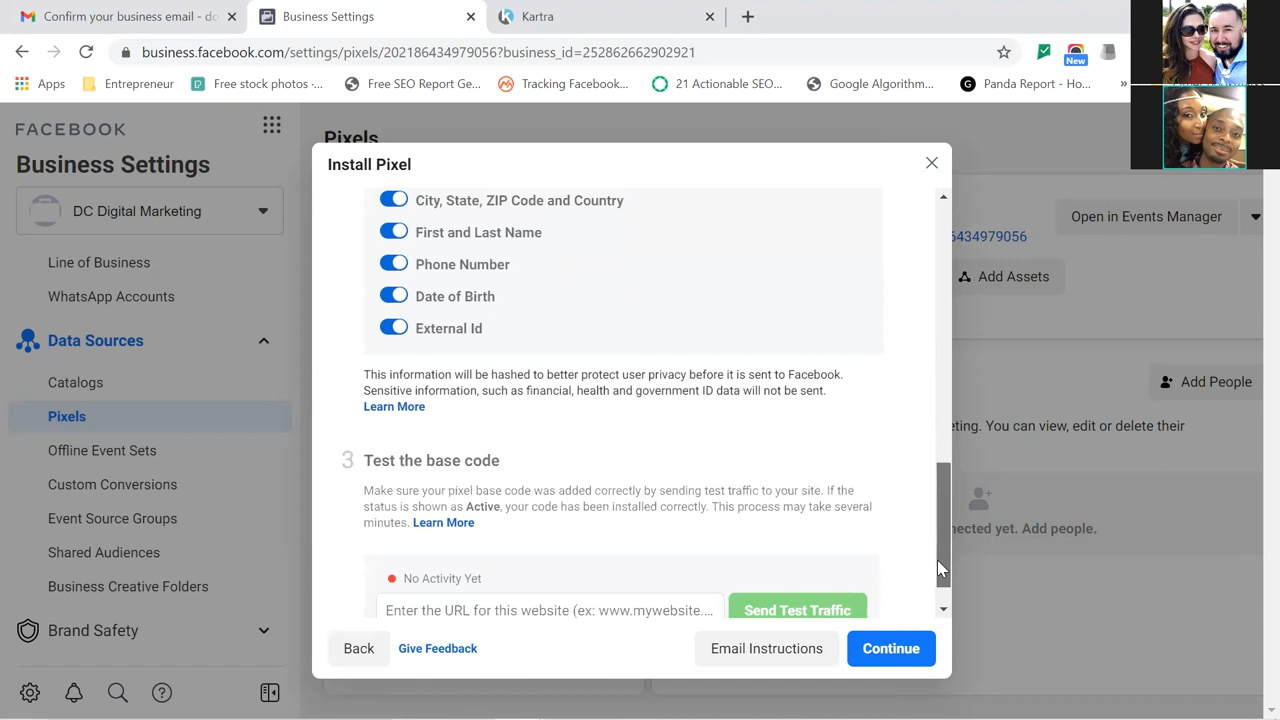 Confirm your business email - do
Business Settings
Kartra
business.facebook.com/settings/pixels/202186434979056?business_id=252862662902921
New
Apps
Entrepreneur
Free stock photos ·...
Free SEO Report Ge...
Tracking Facebook...
21 Actionable SEO...
Google Algorithm...
Panda Report - Ho...
FACEBOOK
Business Settings
DC Digital Marketing
Line of Business
WhatsApp Accounts
Data Sources
Catalogs
Pixels
Offline Event Sets
Custom Conversions
Event Source Groups
Shared Audiences
Business Creative Folders
Brand Safety
Pixels
Open in Events Manager
6434979056
Add Assets
Add People
eting. You can view, edit or delete their
nected yet. Add people.
Install Pixel
City, State, ZIP Code and Country
First and Last Name
Phone Number
Date of Birth
External Id
This information will be hashed to better protect user privacy before it is sent to Facebook.
Sensitive information, such as financial, health and government ID data will not be sent.
Learn More
3 Test the base code
Make sure your pixel base code was added correctly by sending test traffic to your site. If the
status is shown as Active, your code has been installed correctly. This process may take several
minutes. Learn More
No Activity Yet
Enter the URL for this website (ex: www.mywebsite....
Send Test Traffic
Back
Give Feedback
Email Instructions
Continue